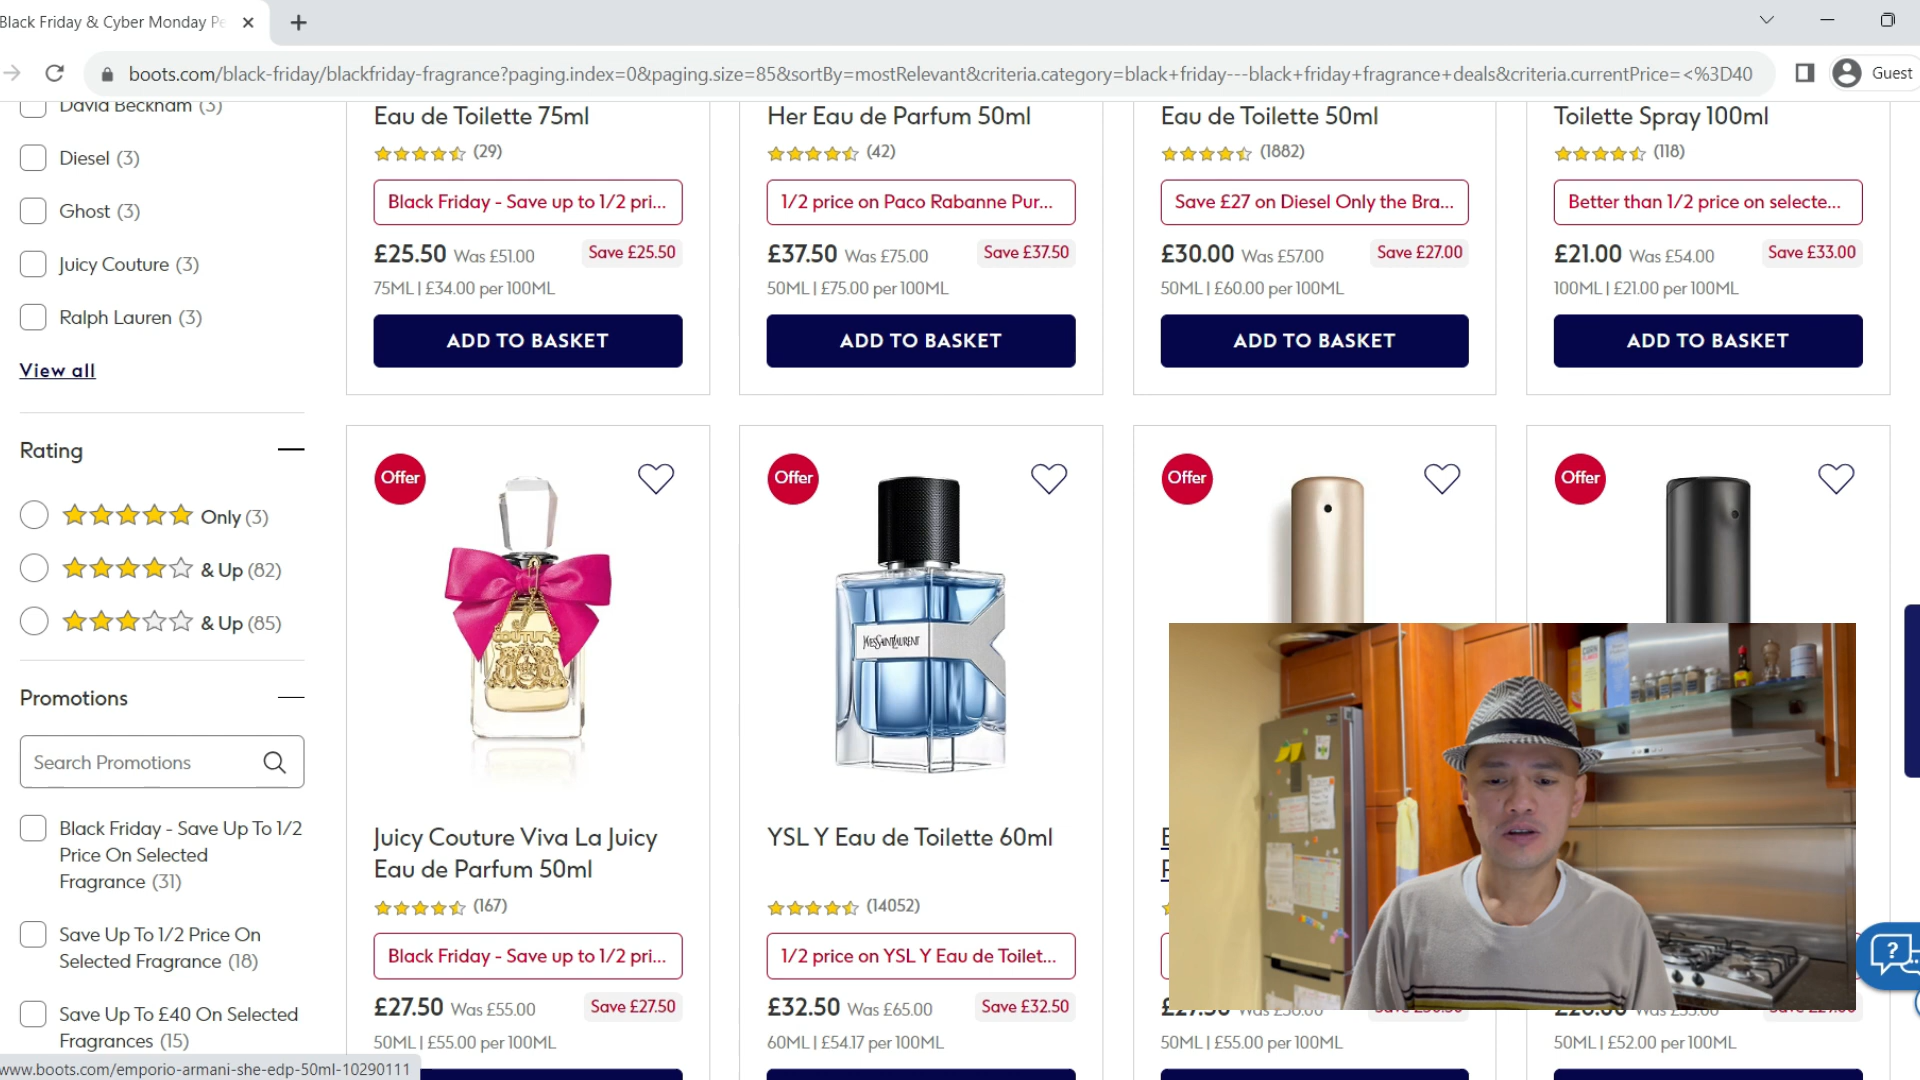 Black Friday & Cyber Monday Pe
boots.com/black-friday/blackfriday-fragrance?paging.index=0&paging.size=85&sortBy=mostRelevant&criteria.category=black+friday---black+friday+fragrance+deals&criteria.currentPrice=<%3D40
Guest
David Beckham (3)
Diesel (3)
Ghost (3)
Juicy Couture (3)
Ralph Lauren (3)
View all
Rating
Only (3)
& Up (82)
& Up (85)
Promotions
Search Promotions
Black Friday - Save Up To 1/2
Price On Selected
Fragrance (31)
Save Up To 1/2 Price On
Selected Fragrance (18)
Save Up To £40 On Selected
Fragrances (15)
Eau de Toilette 75ml
(29)
Black Friday - Save up to 1/2 pri...
£25.50 Was £51.00 Save £25.50
75ML | £34.00 per 100ML
ADD TO BASKET
Her Eau de Parfum 50ml
(42)
1/2 price on Paco Rabanne Pur...
£37.50 Was £75.00 Save £37.50
50ML | £75.00 per 100ML
ADD TO BASKET
Eau de Toilette 50ml
(1882)
Save £27 on Diesel Only the Bra...
£30.00 Was £57.00 Save £27.00
50ML | £60.00 per 100ML
ADD TO BASKET
Toilette Spray 100ml
(118)
Better than 1/2 price on selecte...
£21.00 Was £54.00 Save £33.00
100ML | £21.00 per 100ML
ADD TO BASKET
Offer
couture
Juicy Couture Viva La Juicy
Eau de Parfum 50ml
(167)
Black Friday - Save up to 1/2 pri...
£27.50 Was £55.00 Save £27.50
50ML | £55.00 per 100ML
Offer
YVES SAINT LAURENT
YSL Y Eau de Toilette 60ml
(14052)
1/2 price on YSL Y Eau de Toilet...
£32.50 Was £65.00 Save £32.50
60ML | £54.17 per 100ML
Offer
50ML | £55.00 per 100ML
Offer
50ML | £52.00 per 100ML
www.boots.com/emporio-armani-she-edp-50ml-10290111